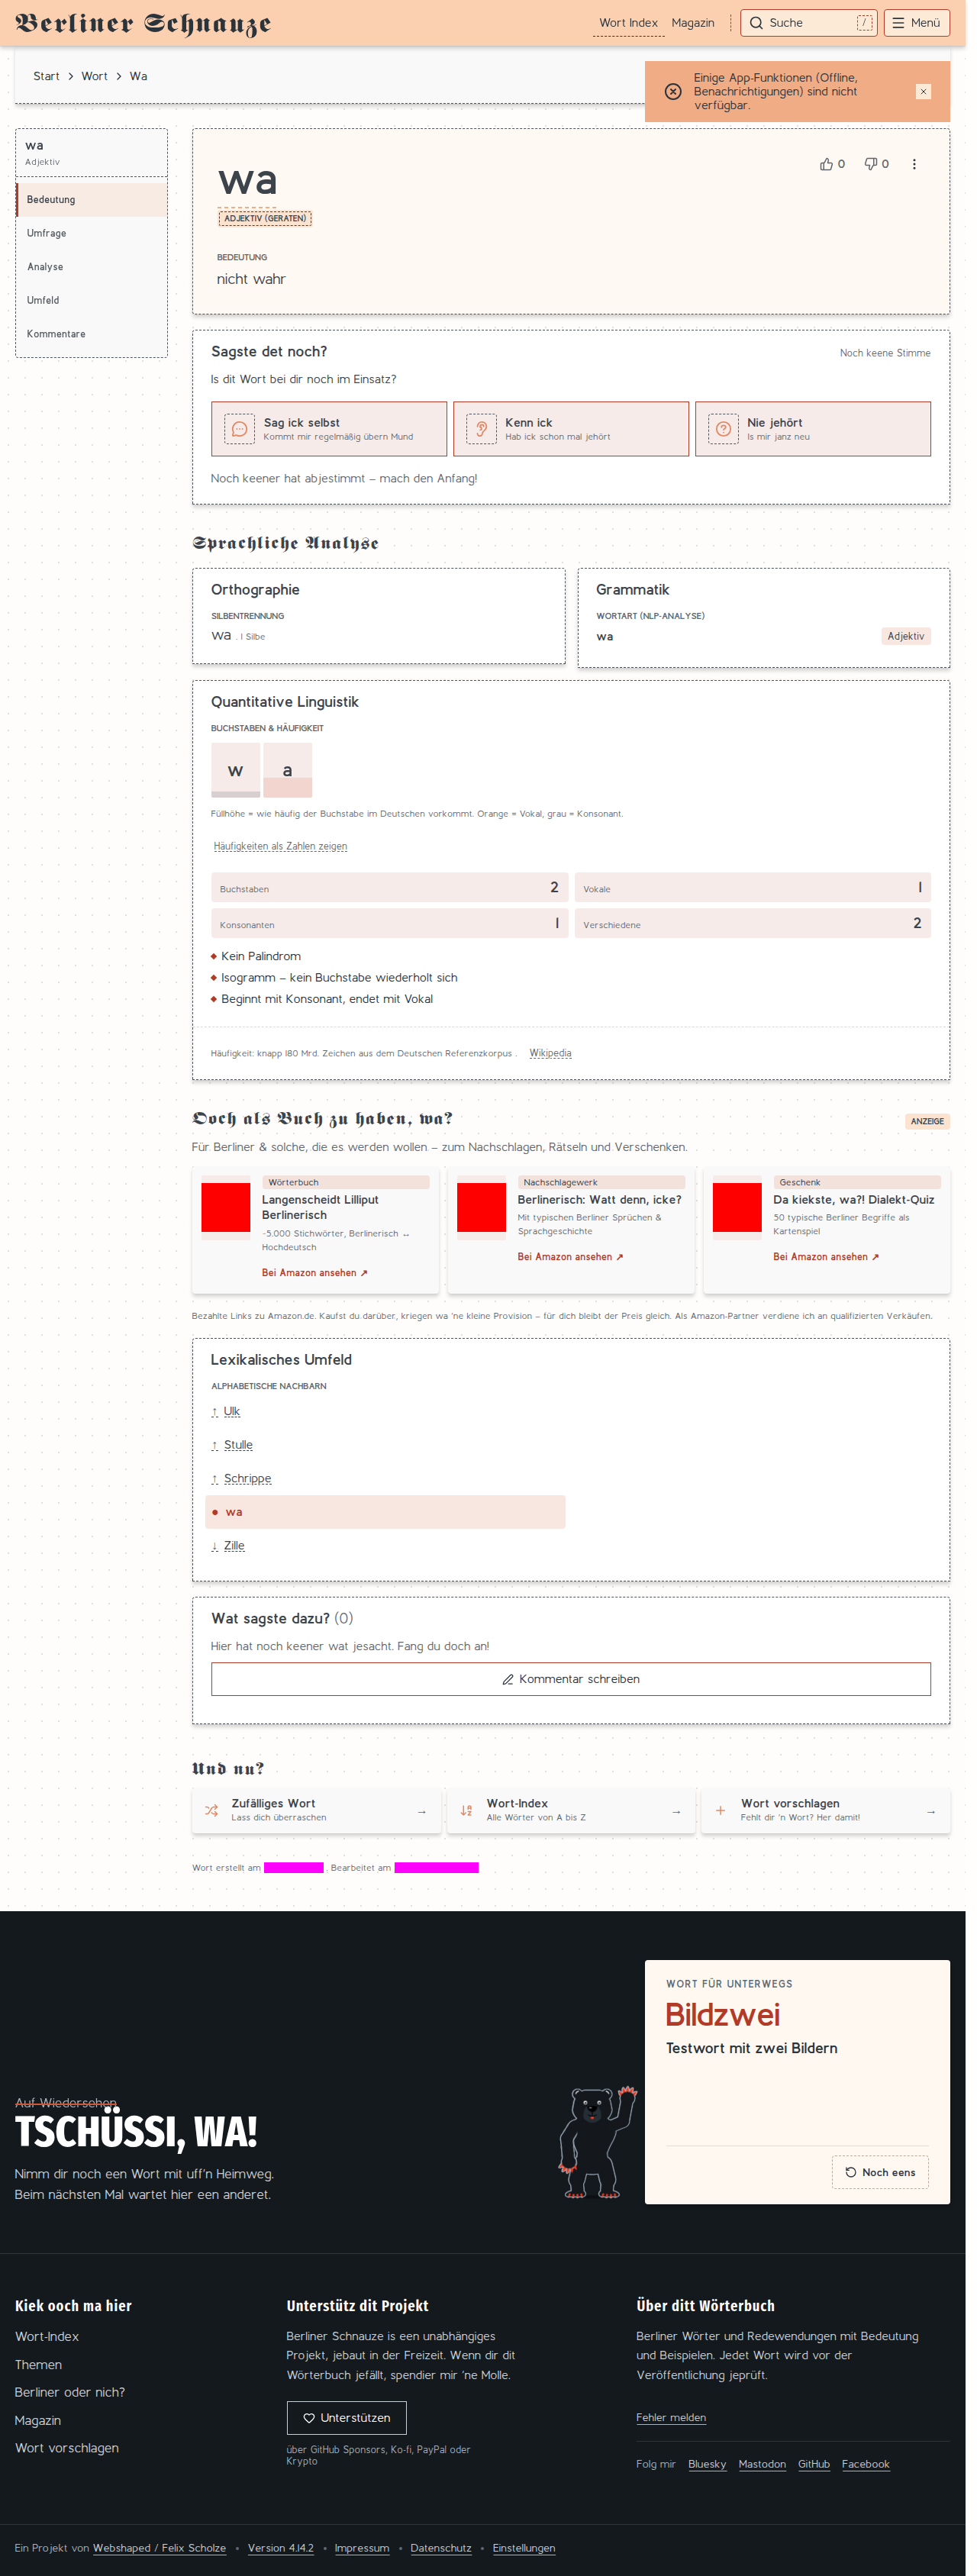 Berliner Schnauze
Wort Index
Magazin
Suche
/
Menü
Start > Wort > Wa
Einige App-Funktionen (Offline,
Benachrichtigungen) sind nicht
verfügbar.
wa
Adjektiv
Bedeutung
Umfrage
Analyse
Umfeld
Kommentare
wa
0
0
ADJEKTIV (GERATEN)
BEDEUTUNG
nicht wahr
Sagste det noch?
Noch keene Stimme
Is dit Wort bei dir noch im Einsatz?
Sag ick selbst
Kommt mir regelmäßig übern Mund
Kenn ick
Hab ick schon mal jehört
Nie jehört
Is mir janz neu
Noch keener hat abjestimmt – mach den Anfang!
Sprachliche Analyse
Orthographie
SILBENTRENNUNG
wa . 1 Silbe
Grammatik
WORTART (NLP-ANALYSE)
wa
Adjektiv
Quantitative Linguistik
BUCHSTABEN & HÄUFIGKEIT
w
a
Füllhöhe = wie häufig der Buchstabe im Deutschen vorkommt. Orange = Vokal, grau = Konsonant.
Häufigkeiten als Zahlen zeigen
Buchstaben 2
Vokale 1
Konsonanten 1
Verschiedene 2
Kein Palindrom
Isogramm – kein Buchstabe wiederholt sich
Beginnt mit Konsonant, endet mit Vokal
Häufigkeit: knapp 180 Mrd. Zeichen aus dem Deutschen Referenzkorpus . Wikipedia
Ooch als Buch zu haben, wa?
ANZEIGE
Für Berliner & solche, die es werden wollen – zum Nachschlagen, Rätseln und Verschenken.
Wörterbuch
Langenscheidt Lilliput
Berlinerisch
~5.000 Stichwörter, Berlinerisch ↔
Hochdeutsch
Bei Amazon ansehen ↗
Nachschlagewerk
Berlinerisch: Watt denn, icke?
Mit typischen Berliner Sprüchen &
Sprachgeschichte
Bei Amazon ansehen ↗
Geschenk
Da kiekste, wa?! Dialekt-Quiz
50 typische Berliner Begriffe als
Kartenspiel
Bei Amazon ansehen ↗
Bezahlte Links zu Amazon.de. Kaufst du darüber, kriegen wa 'ne kleine Provision – für dich bleibt der Preis gleich. Als Amazon-Partner verdiene ich an qualifizierten Verkäufen.
Lexikalisches Umfeld
ALPHABETISCHE NACHBARN
↑ Ulk
↑ Stulle
↑ Schrippe
wa
↓ Zille
Wat sagste dazu? (0)
Hier hat noch keener wat jesacht. Fang du doch an!
Kommentar schreiben
Und nu?
Zufälliges Wort
Lass dich überraschen
→
Wort-Index
Alle Wörter von A bis Z
→
Wort vorschlagen
Fehlt dir 'n Wort? Her damit!
→
Wort erstellt am
. Bearbeitet am
WORT FÜR UNTERWEGS
Bildzwei
Testwort mit zwei Bildern
Noch eens
Auf Wiedersehen
TSCHÜSSI, WA!
Nimm dir noch een Wort mit uff'n Heimweg.
Beim nächsten Mal wartet hier een anderet.
Kiek ooch ma hier
Wort-Index
Themen
Berliner oder nich?
Magazin
Wort vorschlagen
Unterstütz dit Projekt
Berliner Schnauze is een unabhängiges
Projekt, jebaut in der Freizeit. Wenn dir dit
Wörterbuch jefällt, spendier mir 'ne Molle.
Unterstützen
über GitHub Sponsors, Ko-fi, PayPal oder
Krypto
Über ditt Wörterbuch
Berliner Wörter und Redewendungen mit Bedeutung
und Beispielen. Jedet Wort wird vor der
Veröffentlichung jeprüft.
Fehler melden
Folg mir Bluesky Mastodon GitHub Facebook
Ein Projekt von Webshaped / Felix Scholze • Version 4.14.2 • Impressum • Datenschutz • Einstellungen